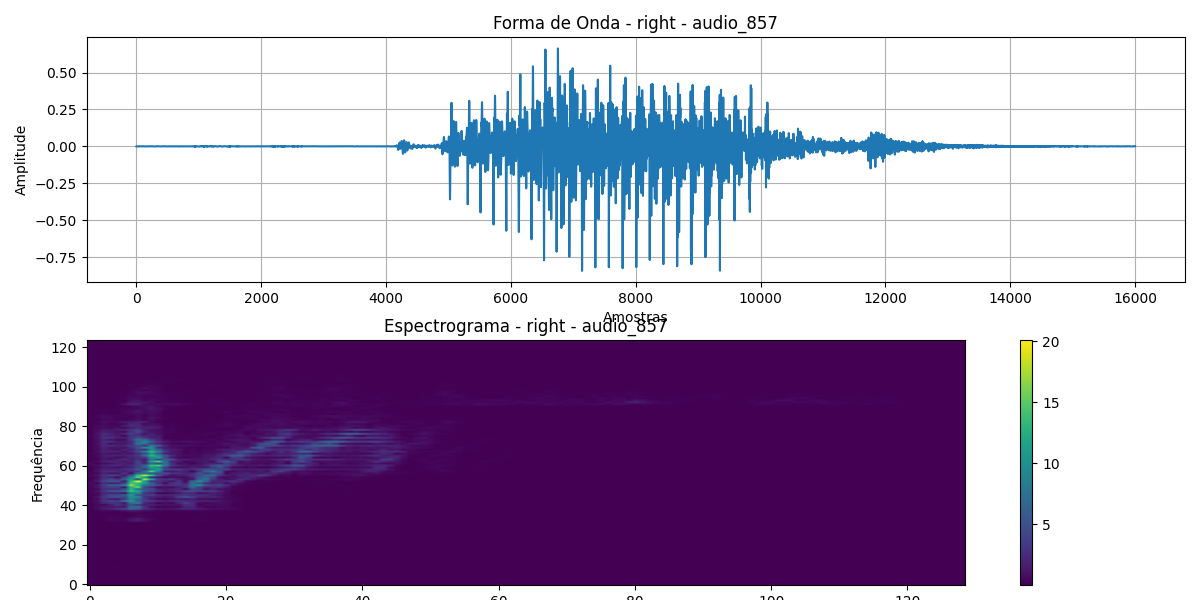 Forma de Onda - right - audio_857
Amplitude
0.50
0.25
0.00
−0.25
−0.50
−0.75
0 2000 4000 6000 8000 10000 12000 14000 16000
Amostras
Espectrograma - right - audio_857
Frequência
120
100
80
60
40
20
0
0 20 40 60 80 100 120
20
15
10
5